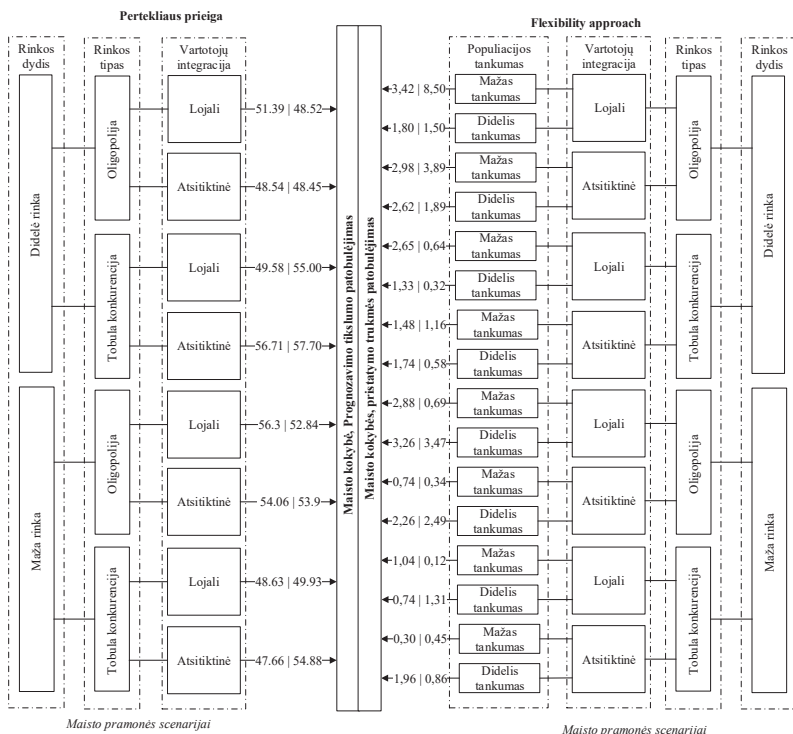 Pertekliaus prieiga
Rinkos
dydis
Rinkos
tipas
Vartotojų
integracija
Didelė rinka
Maža rinka
Oligopolija
Tobula konkurencija
Oligopolija
Tobula konkurencija
Lojali
51.39 | 48.52
Atsitiktinė
48.54 | 48.45
Lojali
49.58 | 55.00
Atsitiktinė
56.71 | 57.70
Lojali
56.3 | 52.84
Atsitiktinė
54.06 | 53.9
Lojali
48.63 | 49.93
Atsitiktinė
47.66 | 54.88
Maisto pramonės scenarijai
Maisto kokybė, Prognozavimo tikslumo patobulėjimas
Maisto kokybės, pristatymo trukmės patobulėjimas
Flexibility approach
Populiacijos
tankumas
Vartotojų
integracija
Rinkos
tipas
Rinkos
dydis
3,42 | 8,50
Mažas
tankumas
1,80 | 1,50
Didelis
tankumas
2,98 | 3,89
Mažas
tankumas
2,62 | 1,89
Didelis
tankumas
2,65 | 0,64
Mažas
tankumas
1,33 | 0,32
Didelis
tankumas
1,48 | 1,16
Mažas
tankumas
1,74 | 0,58
Didelis
tankumas
2,88 | 0,69
Mažas
tankumas
3,26 | 3,47
Didelis
tankumas
0,74 | 0,34
Mažas
tankumas
2,26 | 2,49
Didelis
tankumas
1,04 | 0,12
Mažas
tankumas
0,74 | 1,31
Didelis
tankumas
0,30 | 0,45
Mažas
tankumas
1,96 | 0,86
Didelis
tankumas
Lojali
Atsitiktinė
Lojali
Atsitiktinė
Lojali
Atsitiktinė
Lojali
Atsitiktinė
Oligopolija
Tobula konkurencija
Oligopolija
Tobula konkurencija
Didelė rinka
Maža rinka
Maisto pramonės scenarijai